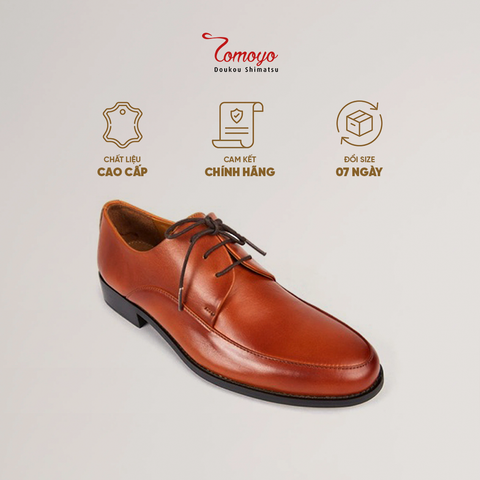 Tomoyo
Doukou Shimatsu
CHẤT LIỆU
CAO CẤP
CAM KẾT
CHÍNH HÃNG
ĐỔI SIZE
07 NGÀY